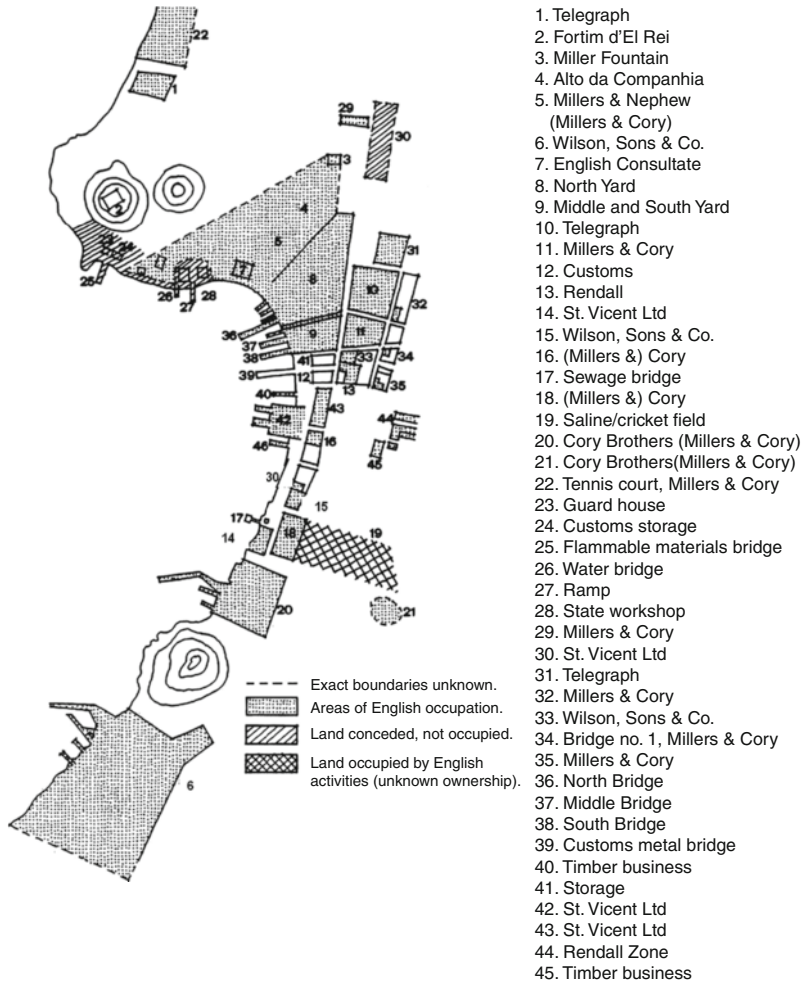 22
1
29
3
30
2
4
5
31
7
8
10
25
26
27
28
32
36
9
11
37
38
41
33
34
39
12
13
35
40
43
42
44
16
46
45
30
15
17
19
14
18
20
21
6
Exact boundaries unknown.
Areas of English occupation.
Land conceded, not occupied.
Land occupied by English
activities (unknown ownership).
1. Telegraph
2. Fortim d’El Rei
3. Miller Fountain
4. Alto da Companhia
5. Millers & Nephew
(Millers & Cory)
6. Wilson, Sons & Co.
7. English Consultate
8. North Yard
9. Middle and South Yard
10. Telegraph
11. Millers & Cory
12. Customs
13. Rendall
14. St. Vicent Ltd
15. Wilson, Sons & Co.
16. (Millers &) Cory
17. Sewage bridge
18. (Millers &) Cory
19. Saline/cricket field
20. Cory Brothers (Millers & Cory)
21. Cory Brothers(Millers & Cory)
22. Tennis court, Millers & Cory
23. Guard house
24. Customs storage
25. Flammable materials bridge
26. Water bridge
27. Ramp
28. State workshop
29. Millers & Cory
30. St. Vicent Ltd
31. Telegraph
32. Millers & Cory
33. Wilson, Sons & Co.
34. Bridge no. 1, Millers & Cory
35. Millers & Cory
36. North Bridge
37. Middle Bridge
38. South Bridge
39. Customs metal bridge
40. Timber business
41. Storage
42. St. Vicent Ltd
43. St. Vicent Ltd
44. Rendall Zone
45. Timber business